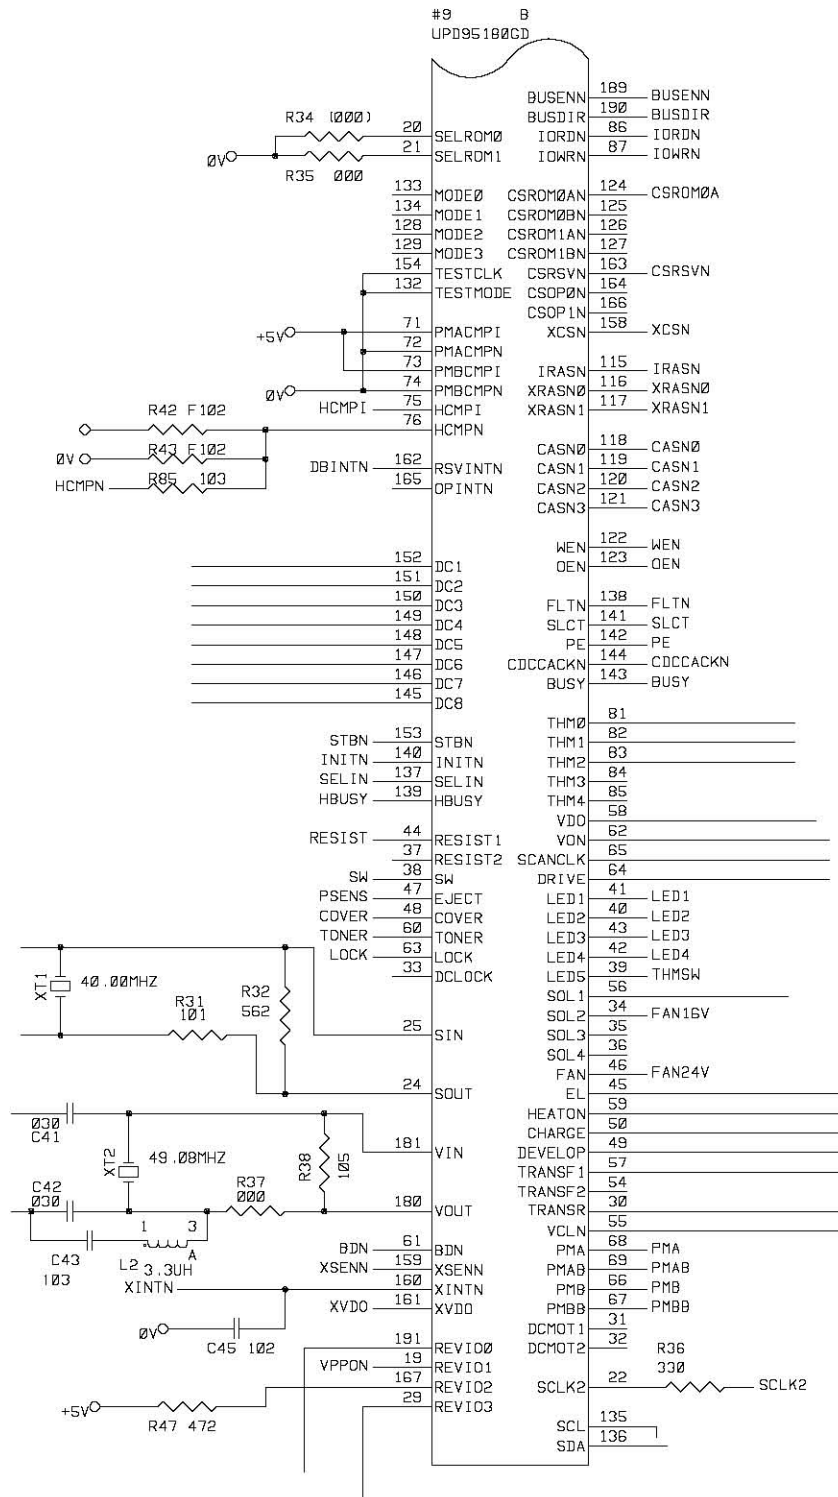 #9 B
UPD95180GD
189 BUSENN BUSENN
190 BUSDIR BUSDIR
R34 (000)
20 SELROM0 86 IORDN IORDN
0V 21 SELROM1 87 IOWRN IOWRN
R35 000
133 MODE0 124 CSROM0AN CSROM0A
134 MODE1 125 CSROM0BN
128 MODE2 126 CSROM1AN
129 MODE3 127 CSROM1BN
154 TESTCLK 163 CSRSVN CSRSVN
132 TESTMODE 164 CSOP0N
166 CSOP1N
+5V 71 PMACMPI 158 XCSN XCSN
72 PMACMPN
73 PMBCMPI 115 IRASN IRASN
0V 74 PMBCMPN 116 XRASN0 XRASN0
HCMPI 75 HCMPI 117 XRASN1 XRASN1
R42 F102
76 HCMPN
118 CASN0 CASN0
0V R43 F102
DBINTN 162 RSVINTN 119 CASN1 CASN1
HCMPN R85 103
165 OPINTN 120 CASN2 CASN2
121 CASN3 CASN3
122 WEN WEN
152 DC1 123 OEN OEN
151 DC2
150 DC3 138 FLTN FLTN
149 DC4 141 SLCT SLCT
148 DC5 142 PE PE
147 DC6 144 CDCCACKN CDCCACKN
146 DC7 143 BUSY BUSY
145 DC8
81 THM0
STBN 153 STBN 82 THM1
INITN 140 INITN 83 THM2
SELIN 137 SELIN 84 THM3
HBUSY 139 HBUSY 85 THM4
58 VDO
RESIST 44 RESIST1 62 VON
37 RESIST2 65 SCANCLK
SW 38 SW 64 DRIVE
PSENS 47 EJECT 41 LED1 LED1
COVER 48 COVER 40 LED2 LED2
TONER 60 TONER 43 LED3 LED3
LOCK 63 LOCK 42 LED4 LED4
33 DCLOCK 39 LED5 THMSW
XT1 40.00MHZ
R31
101
R32
562
56 SOL1
34 SOL2 FAN16V
25 SIN 35 SOL3
36 SOL4
46 FAN FAN24V
24 SOUT 45 EL
59 HEATON
030
C41
50 CHARGE
181 VIN 49 DEVELOP
XT2 49.08MHZ
R38
105
57 TRANSF1
C42
030
R37
000
54 TRANSF2
180 VOUT 30 TRANSR
1 3
55 VCLN
C43
103
L2 3.3UH
A
BDN 61 BDN 68 PMA PMA
XSENN 159 XSENN 69 PMAB PMAB
XINTN 160 XINTN 66 PMB PMB
XVDO 161 XVDO 67 PMBB PMBB
0V
C45 102
31 DCMOT1
191 REVIO0 32 DCMOT2
VPPON 19 REVIO1
R36
330
167 REVIO2 22 SCLK2 SCLK2
+5V
R47 472
29 REVIO3
135 SCL
136 SDA